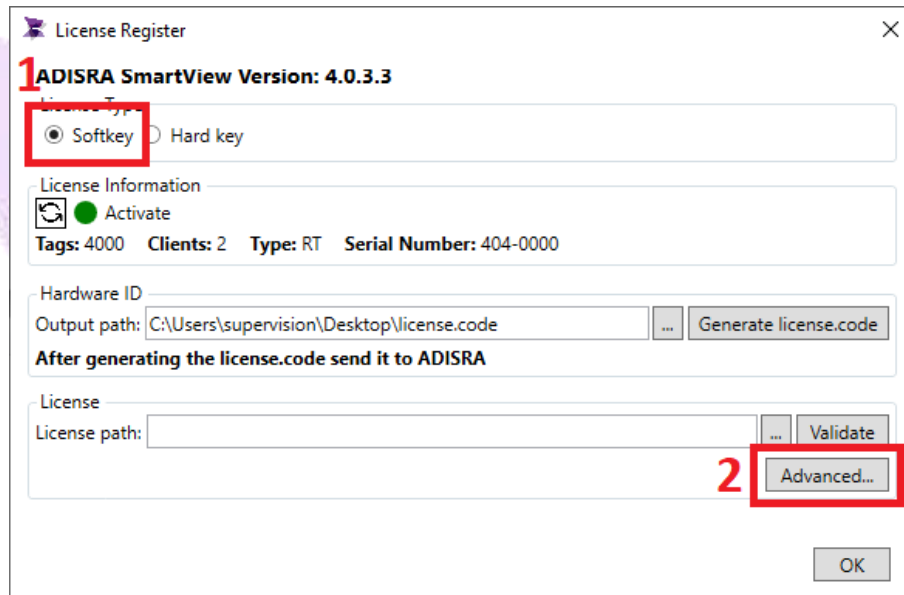 License Register
1
ADISRA SmartView Version: 4.0.3.3
License Type
Softkey Hard key
License Information
Activate
Tags: 4000 Clients: 2 Type: RT Serial Number: 404-0000
Hardware ID
Output path: C:\Users\supervision\Desktop\license.code ... Generate license.code
After generating the license.code send it to ADISRA
License
License path: ... Validate
2 Advanced...
OK